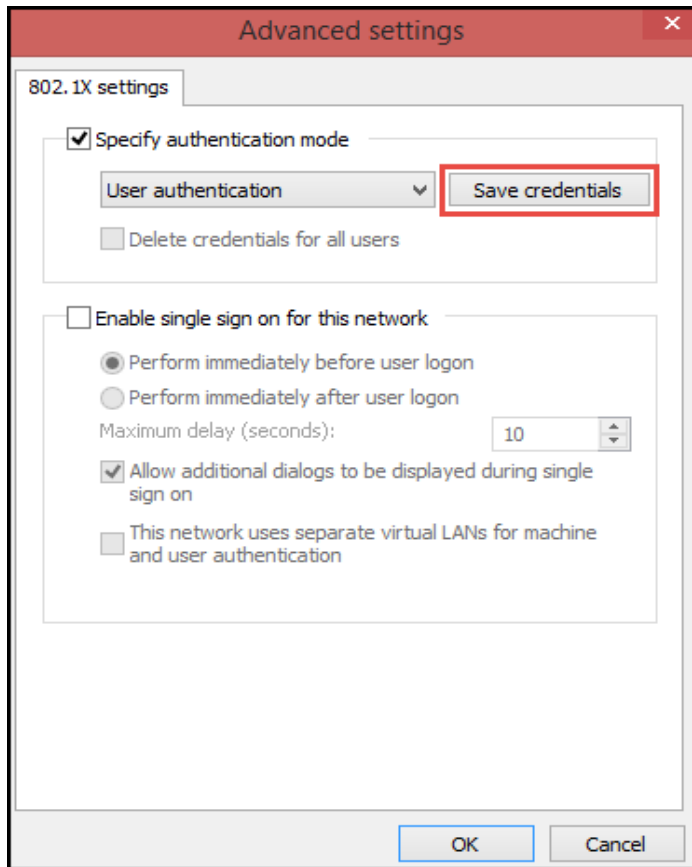 Advanced settings
802.1X settings
Specify authentication mode
User authentication
Save credentials
Delete credentials for all users
Enable single sign on for this network
Perform immediately before user logon
Perform immediately after user logon
Maximum delay (seconds):
10
Allow additional dialogs to be displayed during single
sign on
This network uses separate virtual LANs for machine
and user authentication
OK
Cancel